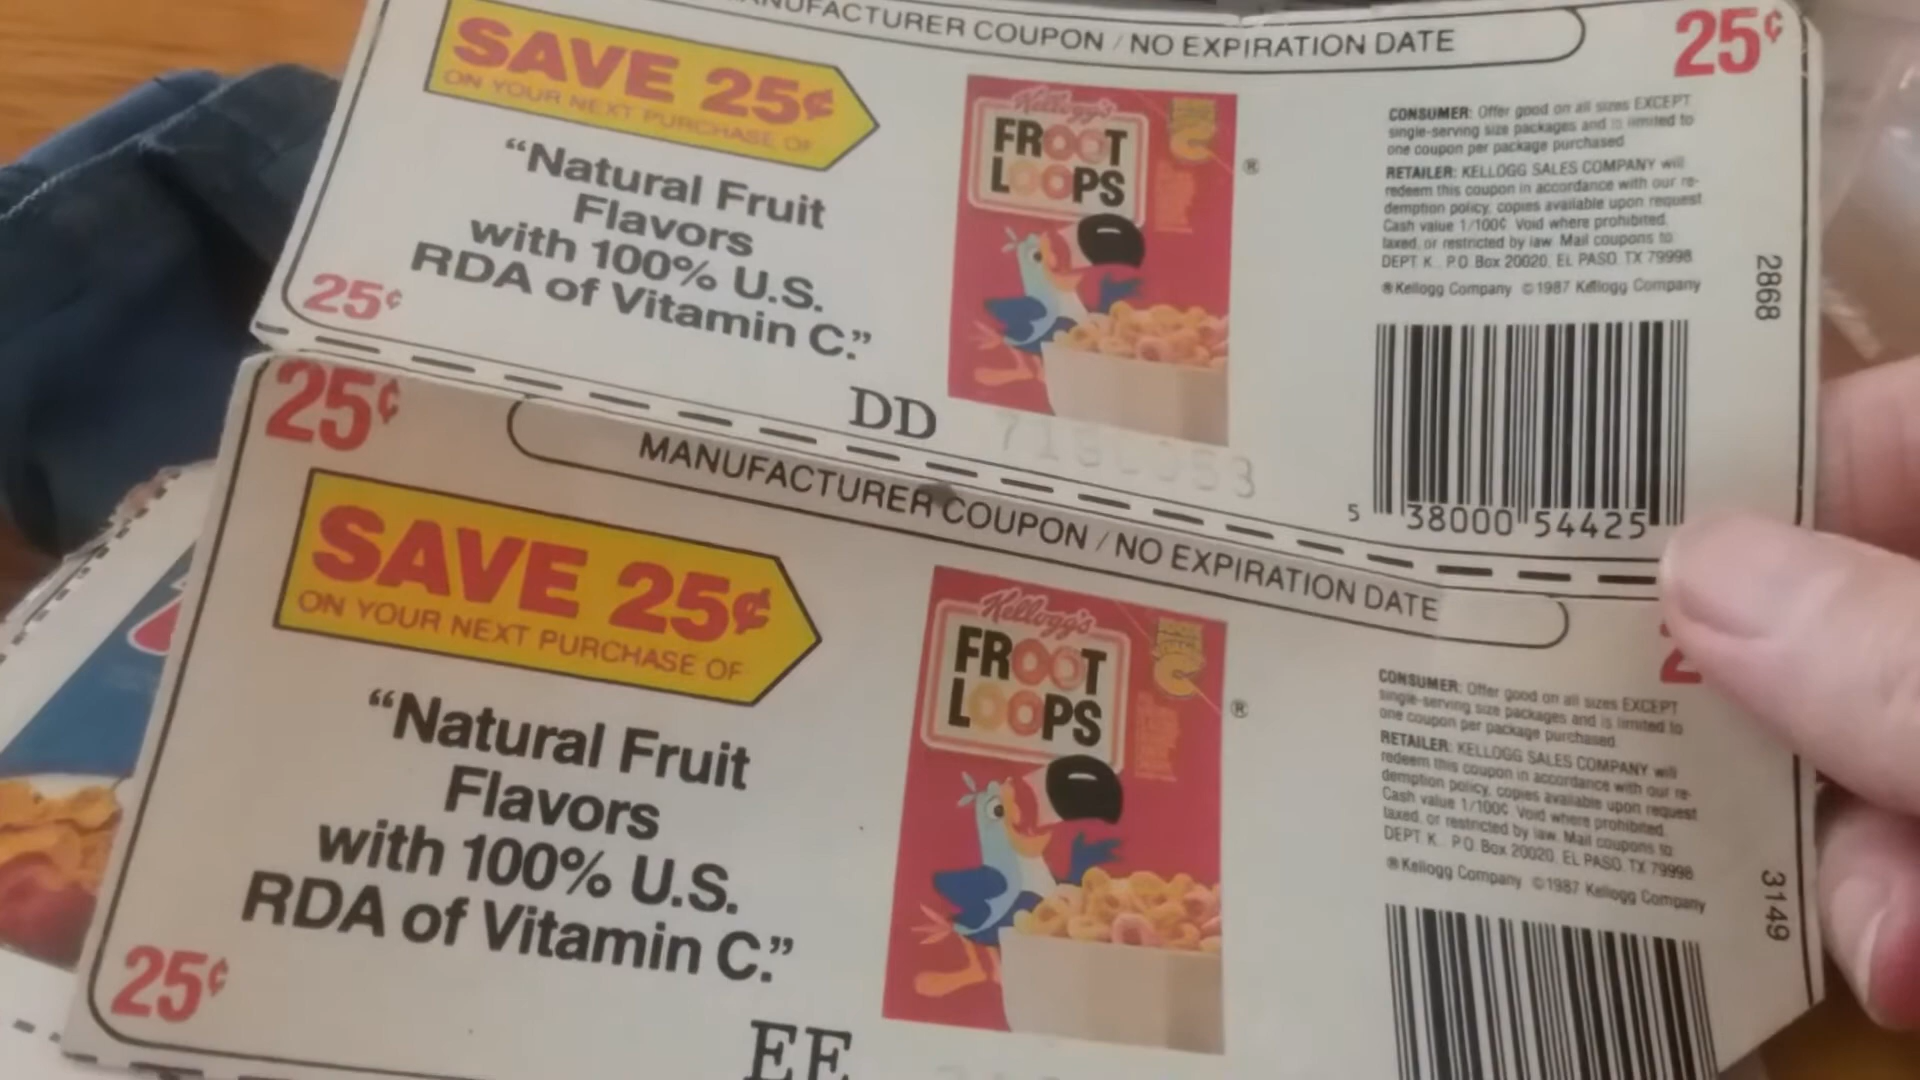 MANUFACTURER COUPON / NO EXPIRATION DATE
25¢
SAVE 25¢
ON YOUR NEXT PURCHASE OF
“Natural Fruit
Flavors
with 100% U.S.
RDA of Vitamin C.”
25¢
DD
Kellogg's
FROOT
LOOPS
®
CONSUMER: Offer good on all sizes EXCEPT
single-serving size packages and is limited to
one coupon per package purchased
RETAILER: KELLOGG SALES COMPANY will
redeem this coupon in accordance with our re-
demption policy, copies available upon request
Cash value 1/100¢ Void where prohibited,
taxed, or restricted by law. Mail coupons to:
DEPT. K., P.O. Box 20020, EL PASO, TX 79998
® Kellogg Company © 1987 Kellogg Company
2868
5 38000 54425
25¢
MANUFACTURER COUPON / NO EXPIRATION DATE
SAVE 25¢
ON YOUR NEXT PURCHASE OF
“Natural Fruit
Flavors
with 100% U.S.
RDA of Vitamin C.”
25¢
EE
Kellogg's
FROOT
LOOPS
®
CONSUMER: Offer good on all sizes EXCEPT
single-serving size packages and is limited to
one coupon per package purchased
RETAILER: KELLOGG SALES COMPANY will
redeem this coupon in accordance with our re-
demption policy, copies available upon request
Cash value 1/100¢ Void where prohibited,
taxed, or restricted by law. Mail coupons to:
DEPT. K., P.O. Box 20020, EL PASO, TX 79998
® Kellogg Company © 1987 Kellogg Company
3149